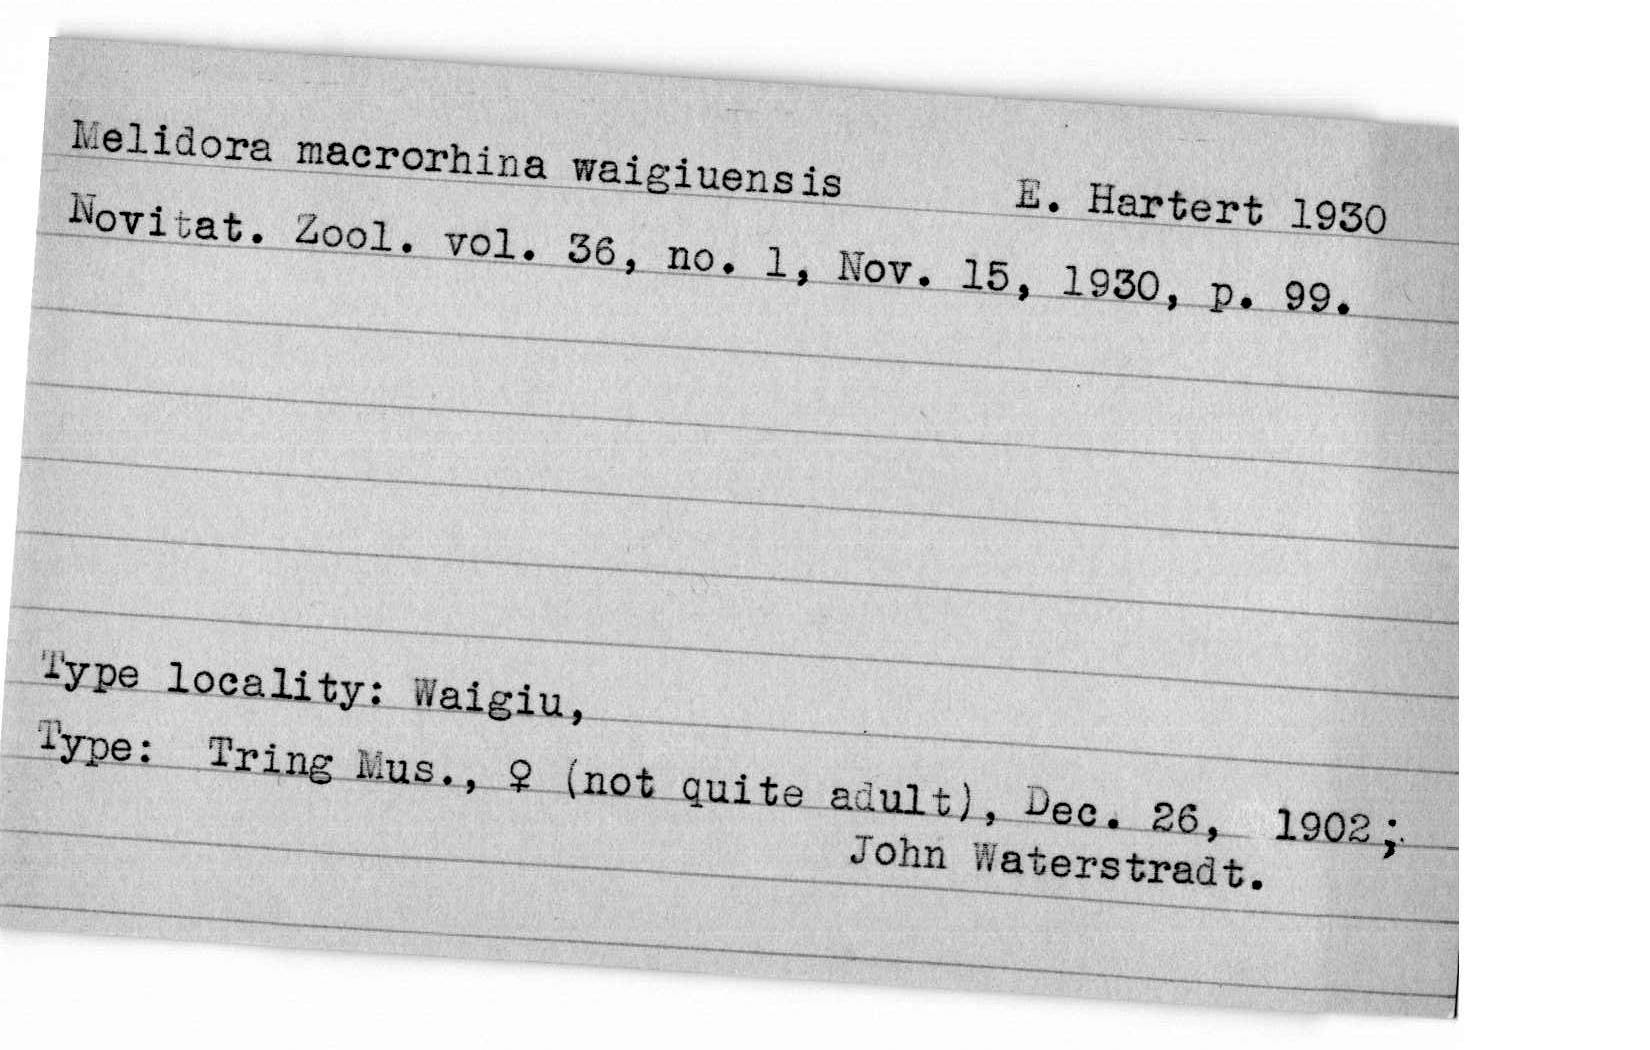 Melidora macrorhina waigiuensis E. Hartert 1930
Novitat. Zool. vol. 36, no. 1, Nov. 15, 1930, p. 99.
Type locality: Waigiu,
Type: Tring Mus., ♀ (not quite adult), Dec. 26, 1902;
John Waterstradt.